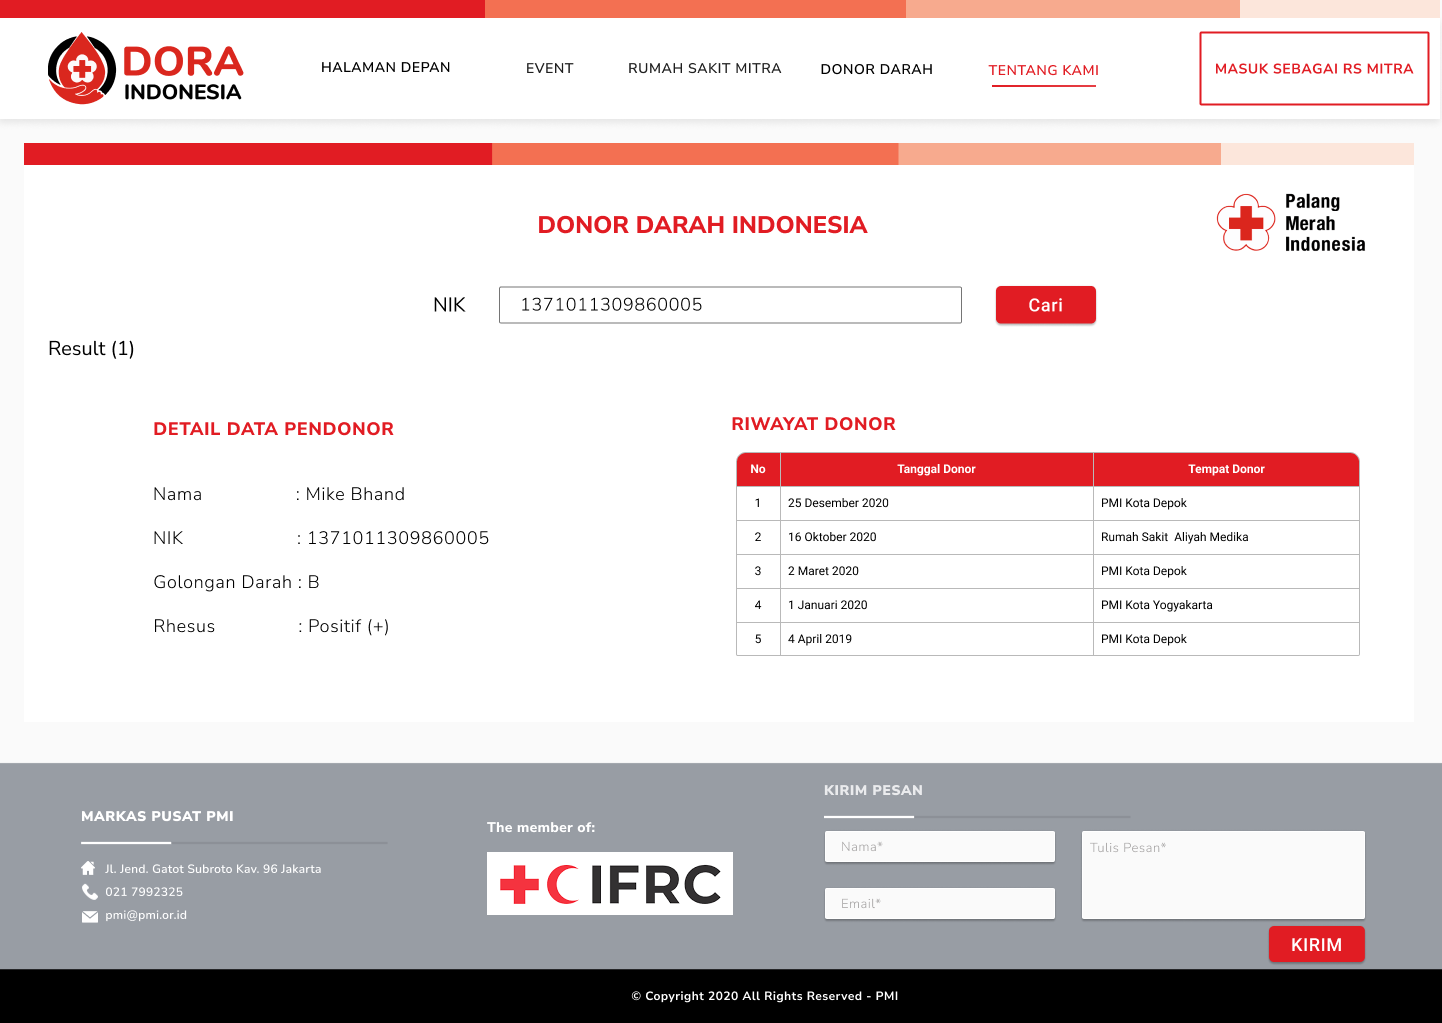 DORA
INDONESIA
HALAMAN DEPAN
EVENT
RUMAH SAKIT MITRA
DONOR DARAH
TENTANG KAMI
MASUK SEBAGAI RS MITRA
DONOR DARAH INDONESIA
Palang
Merah
Indonesia
NIK
1371011309860005
Cari
Result (1)
DETAIL DATA PENDONOR
Nama : Mike Bhand
NIK : 1371011309860005
Golongan Darah : B
Rhesus : Positif (+)
RIWAYAT DONOR
No Tanggal Donor Tempat Donor
1 25 Desember 2020 PMI Kota Depok
2 16 Oktober 2020 Rumah Sakit Aliyah Medika
3 2 Maret 2020 PMI Kota Depok
4 1 Januari 2020 PMI Kota Yogyakarta
5 4 April 2019 PMI Kota Depok
MARKAS PUSAT PMI
Jl. Jend. Gatot Subroto Kav. 96 Jakarta
021 7992325
pmi@pmi.or.id
The member of:
IFRC
KIRIM PESAN
Nama*
Email*
Tulis Pesan*
KIRIM
© Copyright 2020 All Rights Reserved - PMI